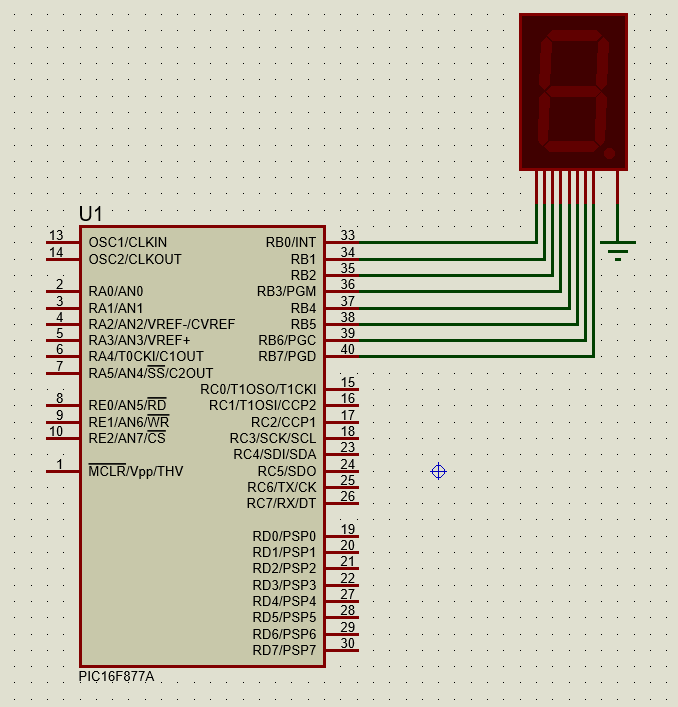 U1
13 OSC1/CLKIN RB0/INT 33
14 OSC2/CLKOUT RB1 34
RB2 35
2 RA0/AN0 RB3/PGM 36
3 RA1/AN1 RB4 37
4 RA2/AN2/VREF-/CVREF RB5 38
5 RA3/AN3/VREF+ RB6/PGC 39
6 RA4/T0CKI/C1OUT RB7/PGD 40
7 RA5/AN4/SS/C2OUT
RC0/T1OSO/T1CKI 15
8 RE0/AN5/RD RC1/T1OSI/CCP2 16
9 RE1/AN6/WR RC2/CCP1 17
10 RE2/AN7/CS RC3/SCK/SCL 18
RC4/SDI/SDA 23
1 MCLR/Vpp/THV RC5/SDO 24
RC6/TX/CK 25
RC7/RX/DT 26
RD0/PSP0 19
RD1/PSP1 20
RD2/PSP2 21
RD3/PSP3 22
RD4/PSP4 27
RD5/PSP5 28
RD6/PSP6 29
RD7/PSP7 30
PIC16F877A